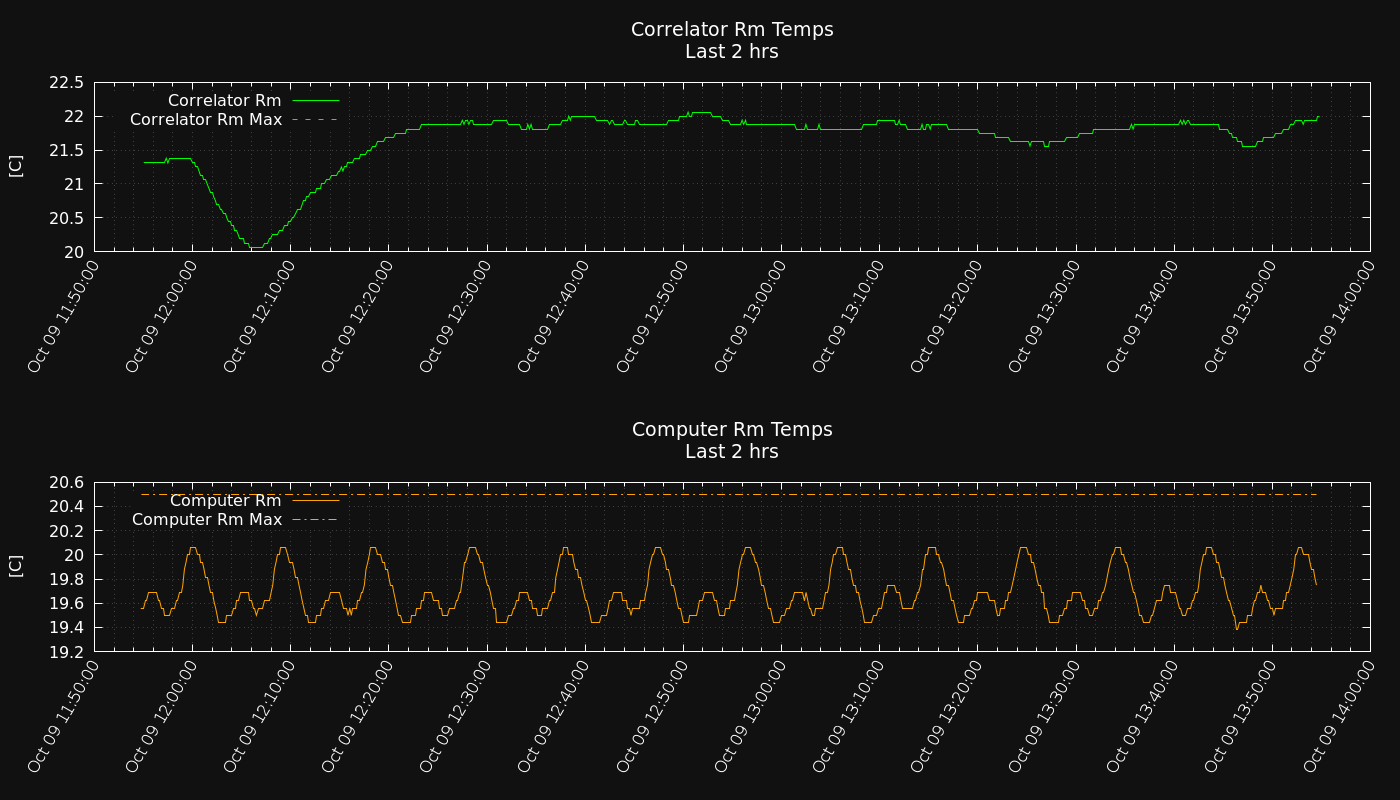 Correlator Rm Temps
Last 2 hrs
22.5
22
21.5
21
20.5
20
[C]
Correlator Rm
Correlator Rm Max
Oct 09 11:50:00
Oct 09 12:00:00
Oct 09 12:10:00
Oct 09 12:20:00
Oct 09 12:30:00
Oct 09 12:40:00
Oct 09 12:50:00
Oct 09 13:00:00
Oct 09 13:10:00
Oct 09 13:20:00
Oct 09 13:30:00
Oct 09 13:40:00
Oct 09 13:50:00
Oct 09 14:00:00
Computer Rm Temps
Last 2 hrs
20.6
20.4
20.2
20
19.8
19.6
19.4
19.2
[C]
Computer Rm
Computer Rm Max
Oct 09 11:50:00
Oct 09 12:00:00
Oct 09 12:10:00
Oct 09 12:20:00
Oct 09 12:30:00
Oct 09 12:40:00
Oct 09 12:50:00
Oct 09 13:00:00
Oct 09 13:10:00
Oct 09 13:20:00
Oct 09 13:30:00
Oct 09 13:40:00
Oct 09 13:50:00
Oct 09 14:00:00